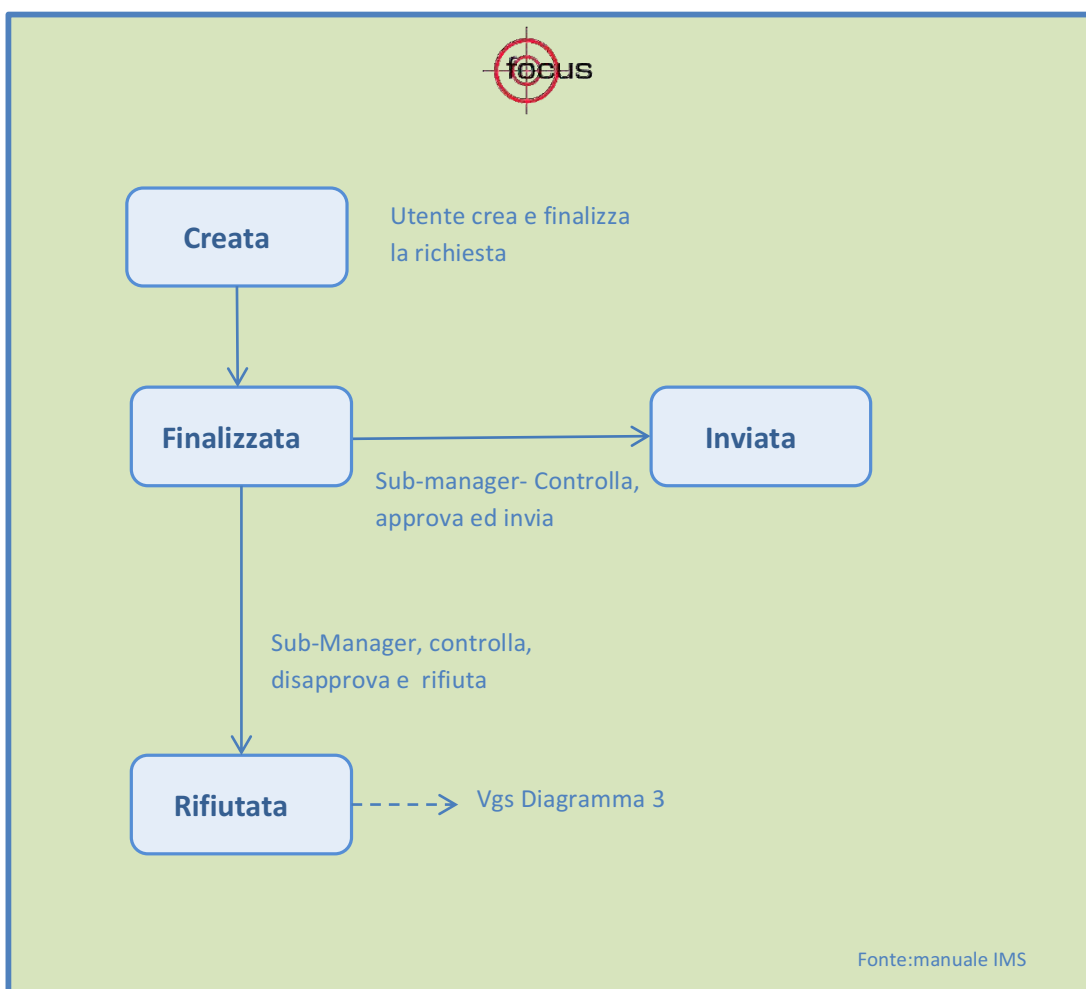 focus
Creata
Utente crea e finalizza
la richiesta
Finalizzata
Inviata
Sub-manager- Controlla,
approva ed invia
Sub-Manager, controlla,
disapprova e  rifiuta
Rifiutata
Vgs Diagramma 3
Fonte:manuale IMS